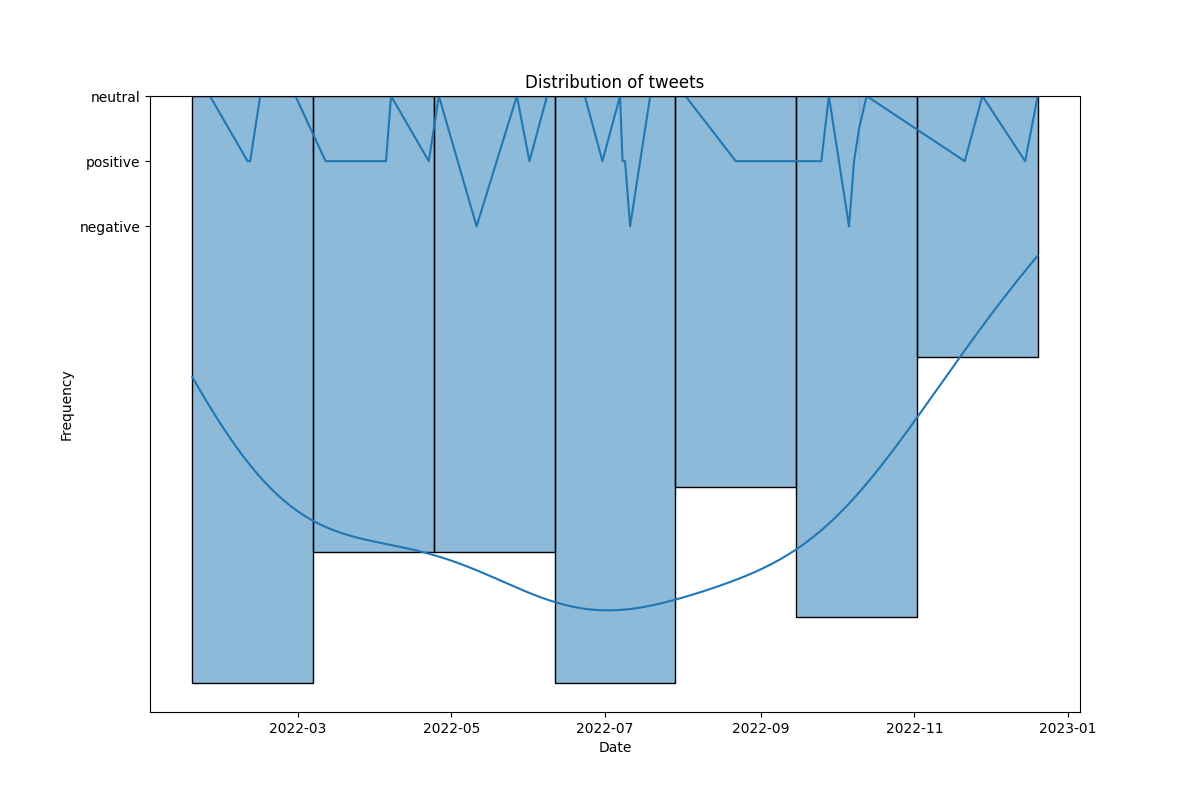 Distribution of tweets
neutral
positive
negative
Frequency
2022-03
2022-05
2022-07
2022-09
2022-11
2023-01
Date